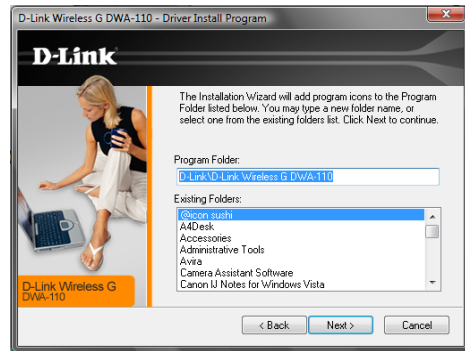 D-Link Wireless G DWA-110 - Driver Install Program
D-Link
The Installation Wizard will add program icons to the Program
Folder listed below. You may type a new folder name, or
select one from the existing folders list. Click Next to continue.
Program Folder:
D-Link\D-Link Wireless G DWA-110
Existing Folders:
@icon sushi
A4Desk
Accessories
Administrative Tools
Avira
Camera Assistant Software
Canon IJ Notes for Windows Vista
D-Link Wireless G
DWA-110
< Back
Next >
Cancel